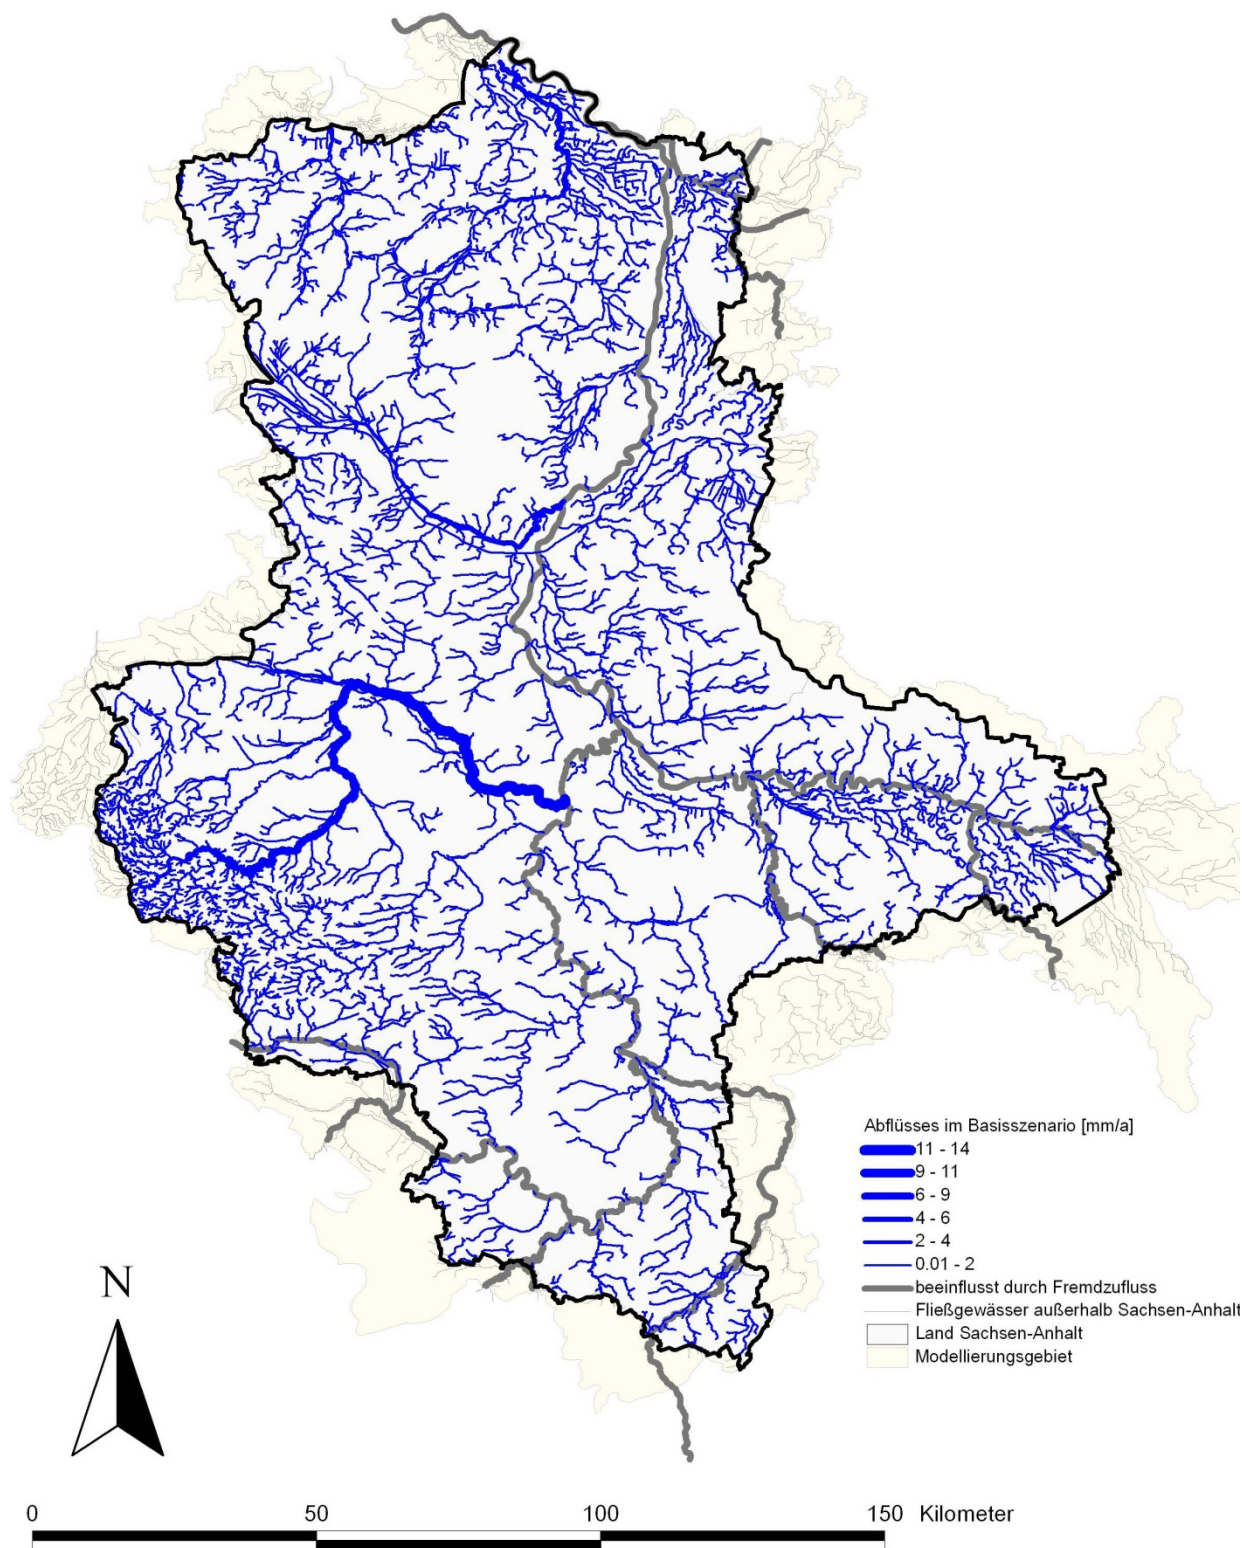 Abflüsses im Basisszenario [mm/a]
11 - 14
9 - 11
6 - 9
4 - 6
2 - 4
0.01 - 2
beeinflusst durch Fremdzufluss
Fließgewässer außerhalb Sachsen-Anhalt
Land Sachsen-Anhalt
Modellierungsgebiet
N
0 50 100 150 Kilometer